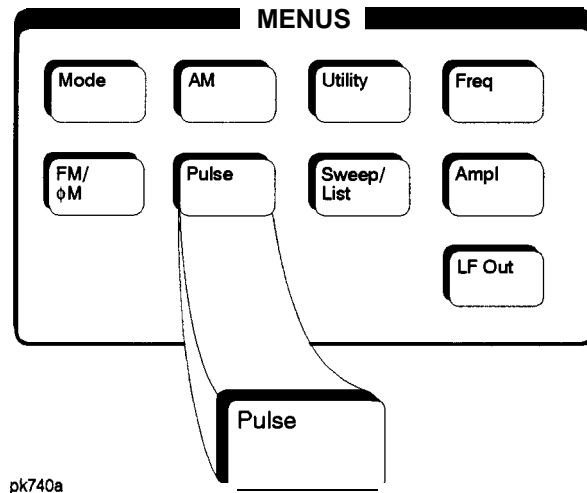 MENUS
Mode
AM
Utility
Freq
FM/
ϕM
Pulse
Sweep/
List
Ampl
LF Out
Pulse
pk740a